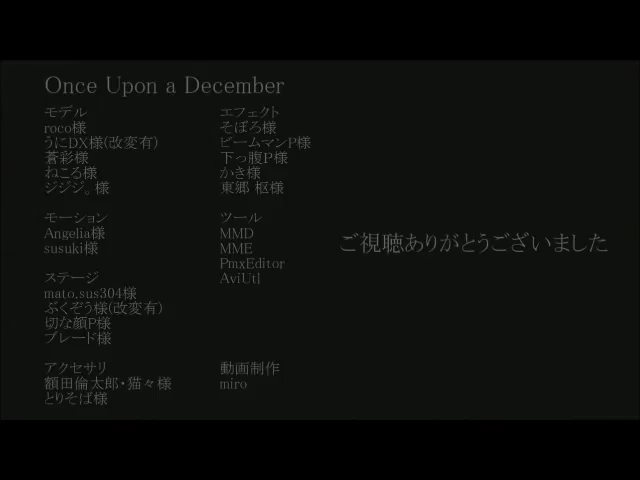 Once Upon a December
モデル
roco様
うにDX様(改変有)
蒼彩様
ねころ様
ジジジ。様
モーション
Angelia様
susuki様
ステージ
mato.sus304様
ぶくぞう様(改変有)
切な顔P様
ブレード様
アクセサリ
額田倫太郎・猫々様
とりそば様
エフェクト
そぼろ様
ビームマンP様
下っ腹P様
かき様
東郷 枢様
ツール
MMD
MME
PmxEditor
AviUtl
動画制作
miro
ご視聴ありがとうございました